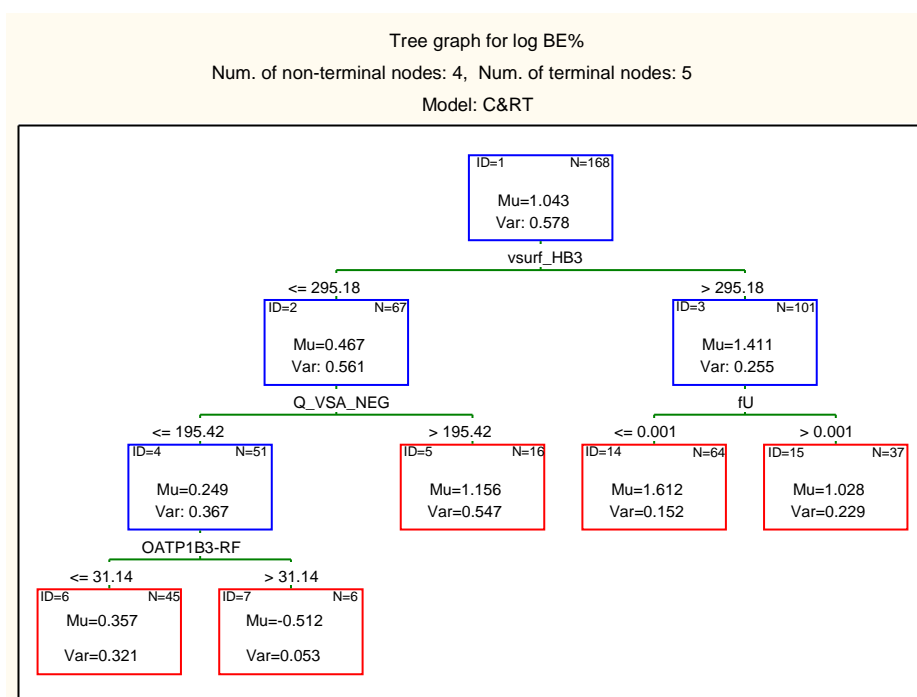 Tree graph for log BE%
Num. of non-terminal nodes: 4,  Num. of terminal nodes: 5
Model: C&RT
ID=1 N=168
Mu=1.043
Var: 0.578
vsurf_HB3
<= 295.18 > 295.18
ID=2 N=67 ID=3 N=101
Mu=0.467 Mu=1.411
Var: 0.561 Var: 0.255
Q_VSA_NEG fU
<= 195.42 > 195.42 <= 0.001 > 0.001
ID=4 N=51 ID=5 N=16 ID=14 N=64 ID=15 N=37
Mu=0.249 Mu=1.156 Mu=1.612 Mu=1.028
Var: 0.367 Var=0.547 Var=0.152 Var=0.229
OATP1B3-RF
<= 31.14 > 31.14
ID=6 N=45 ID=7 N=6
Mu=0.357 Mu=-0.512
Var=0.321 Var=0.053